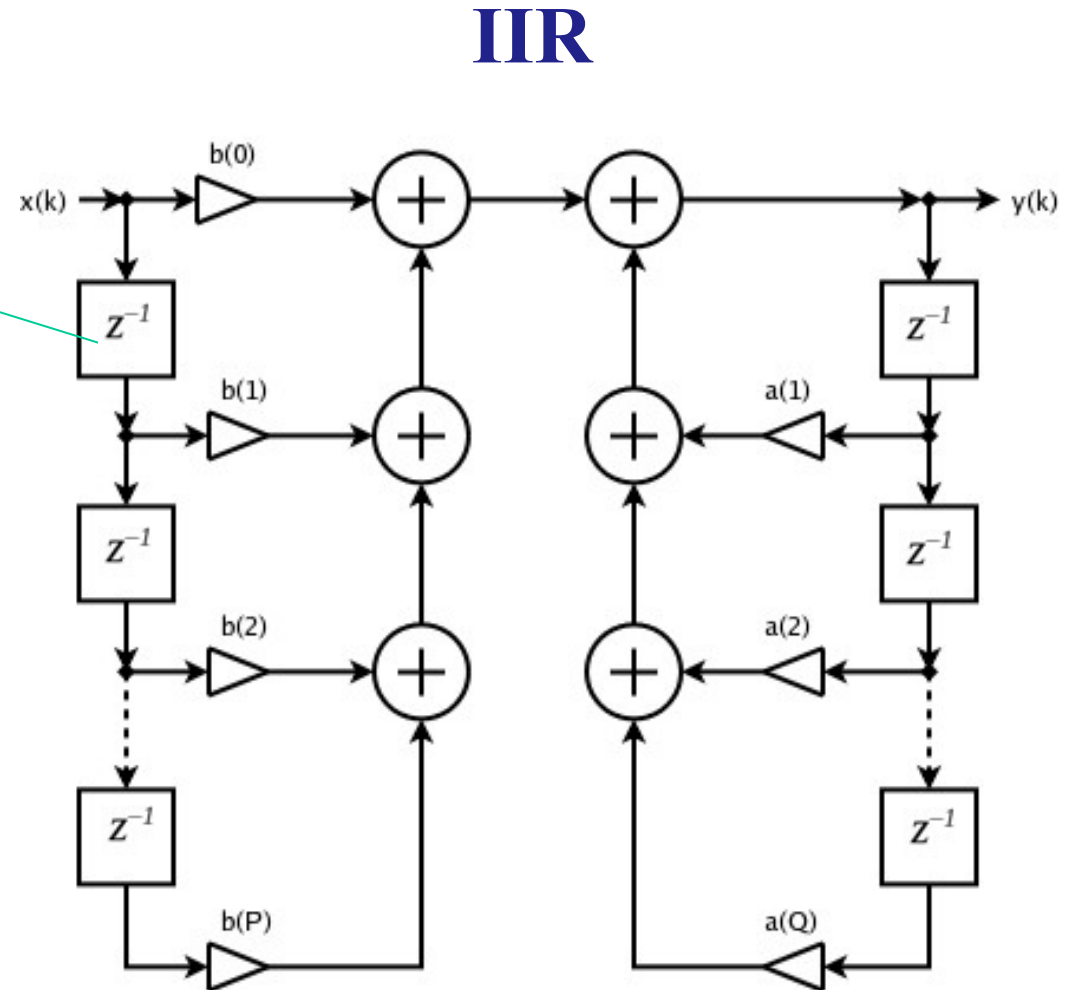 IIR
b(0)
x(k) + + y(k)
z⁻¹ z⁻¹
b(1) a(1)
+ +
z⁻¹ z⁻¹
b(2) a(2)
+ +
z⁻¹ z⁻¹
b(P) a(Q)